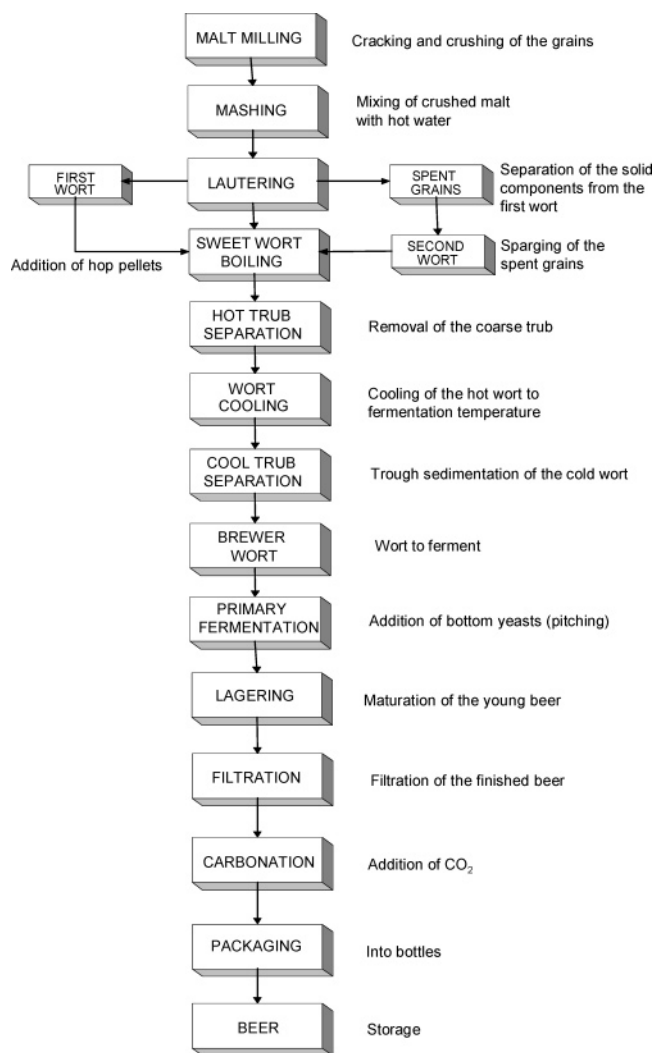 MALT MILLING
Cracking and crushing of the grains
MASHING
Mixing of crushed malt
with hot water
FIRST
WORT
LAUTERING
SPENT
GRAINS
Separation of the solid
components from the
first wort
Addition of hop pellets
SWEET WORT
BOILING
SECOND
WORT
Sparging of the
spent grains
HOT TRUB
SEPARATION
Removal of the coarse trub
WORT
COOLING
Cooling of the hot wort to
fermentation temperature
COOL TRUB
SEPARATION
Trough sedimentation of the cold wort
BREWER
WORT
Wort to ferment
PRIMARY
FERMENTATION
Addition of bottom yeasts (pitching)
LAGERING
Maturation of the young beer
FILTRATION
Filtration of the finished beer
CARBONATION
Addition of CO₂
PACKAGING
Into bottles
BEER
Storage